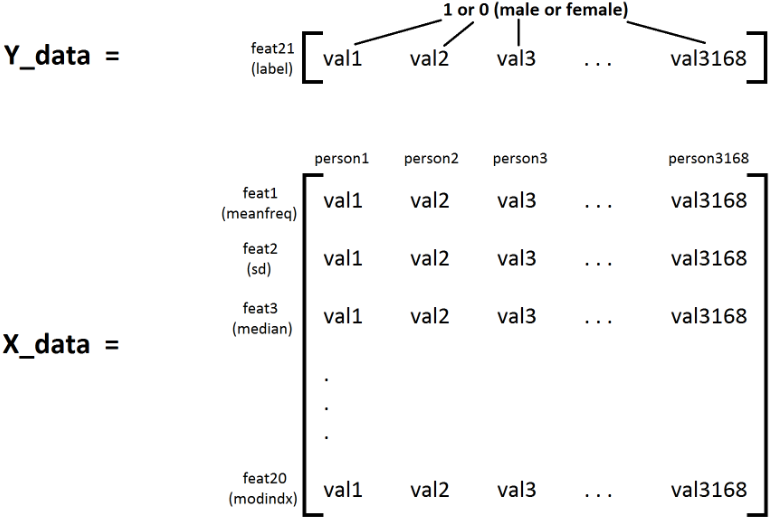 1 or 0 (male or female)
Y_data = feat21 (label) val1 val2 val3 . . . val3168
person1 person2 person3 person3168
feat1 (meanfreq) val1 val2 val3 . . . val3168
feat2 (sd) val1 val2 val3 . . . val3168
feat3 (median) val1 val2 val3 . . . val3168
X_data =
.
.
.
feat20 (modindx) val1 val2 val3 . . . val3168